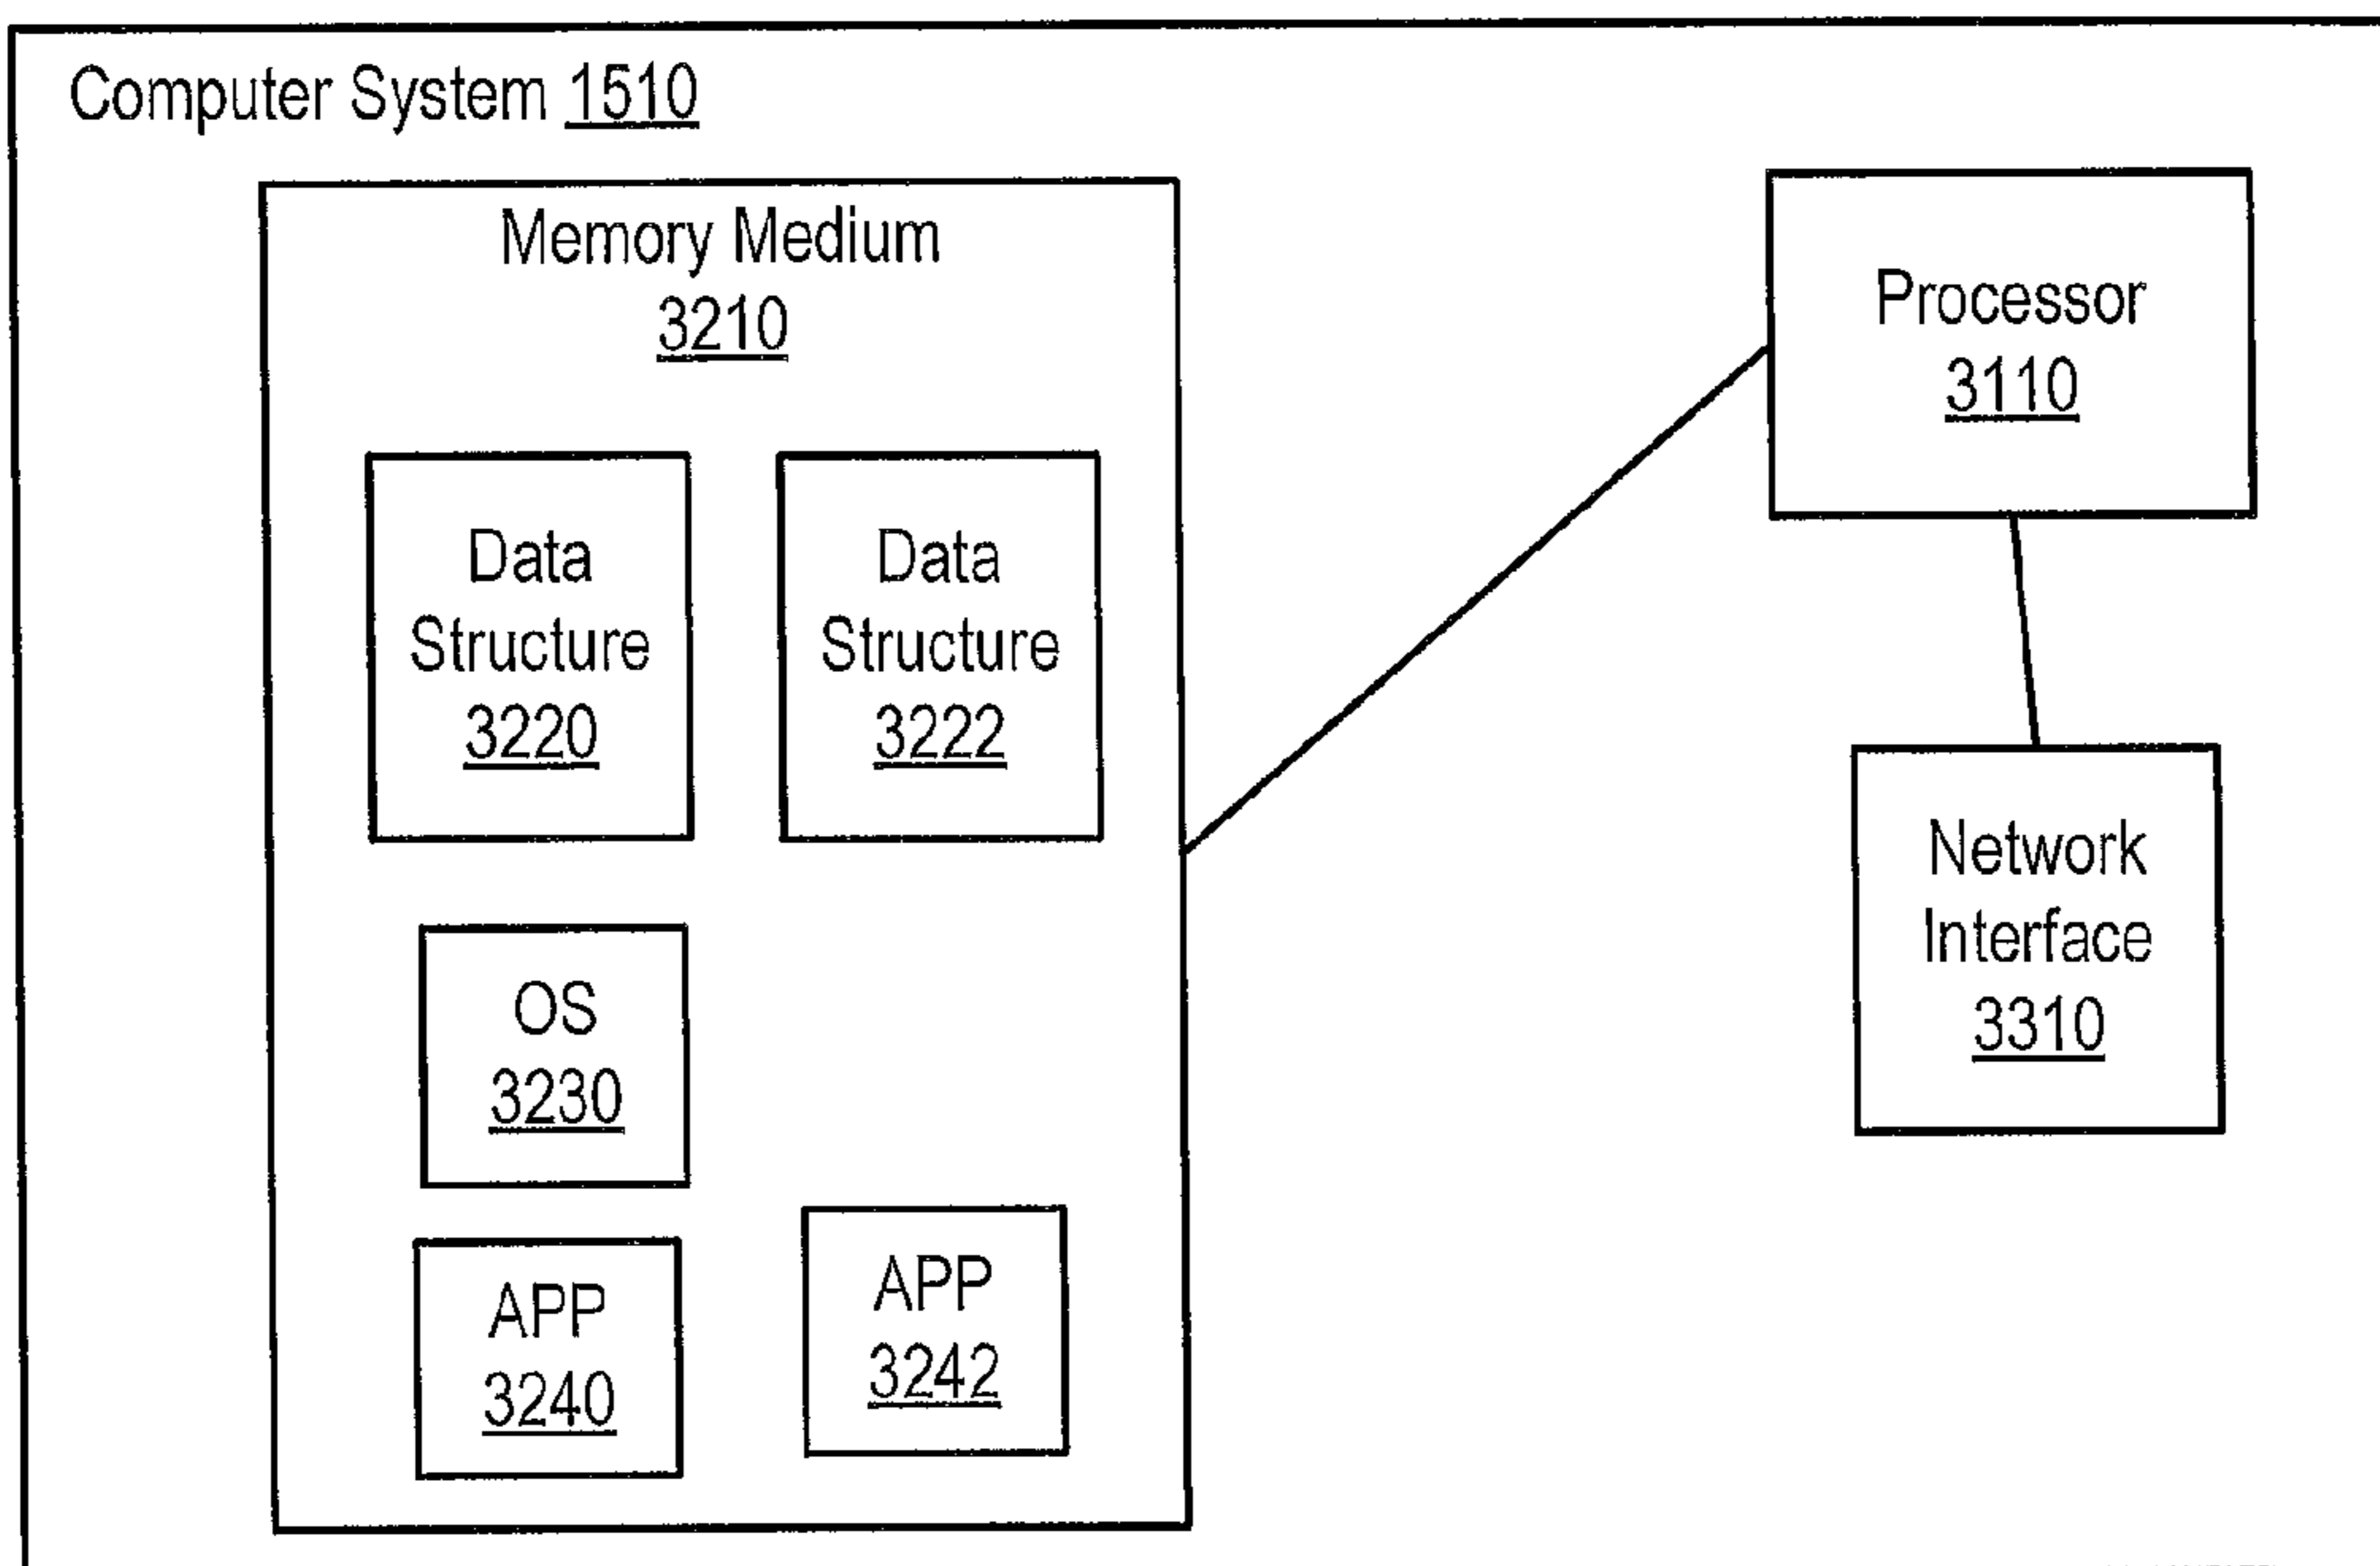 Computer System 1510
Memory Medium
3210
Data
Structure
3220
Data
Structure
3222
OS
3230
APP
3240
APP
3242
Processor
3110
Network
Interface
3310